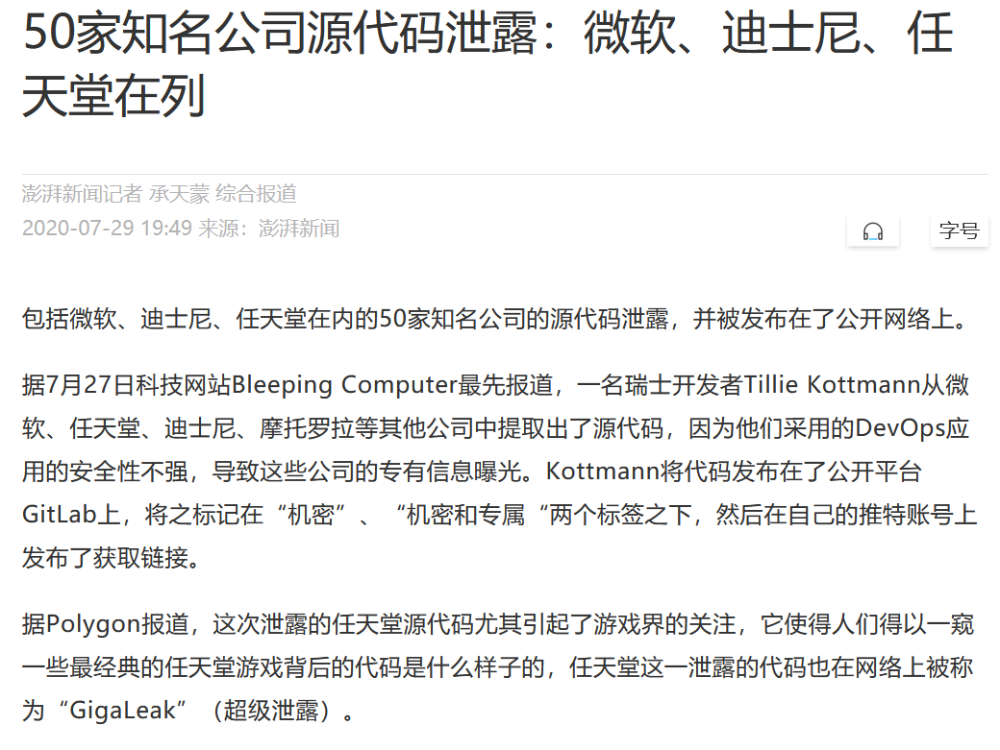 50家知名公司源代码泄露：微软、迪士尼、任
天堂在列
澎湃新闻记者 承天蒙 综合报道
2020-07-29 19:49 来源：澎湃新闻
字号
包括微软、迪士尼、任天堂在内的50家知名公司的源代码泄露，并被发布在了公开网络上。
据7月27日科技网站Bleeping Computer最先报道，一名瑞士开发者Tillie Kottmann从微
软、任天堂、迪士尼、摩托罗拉等其他公司中提取出了源代码，因为他们采用的DevOps应
用的安全性不强，导致这些公司的专有信息曝光。Kottmann将代码发布在了公开平台
GitLab上，将之标记在“机密”、“机密和专属“两个标签之下，然后在自己的推特账号上
发布了获取链接。
据Polygon报道，这次泄露的任天堂源代码尤其引起了游戏界的关注，它使得人们得以一窥
一些最经典的任天堂游戏背后的代码是什么样子的，任天堂这一泄露的代码也在网络上被称
为“GigaLeak”（超级泄露）。